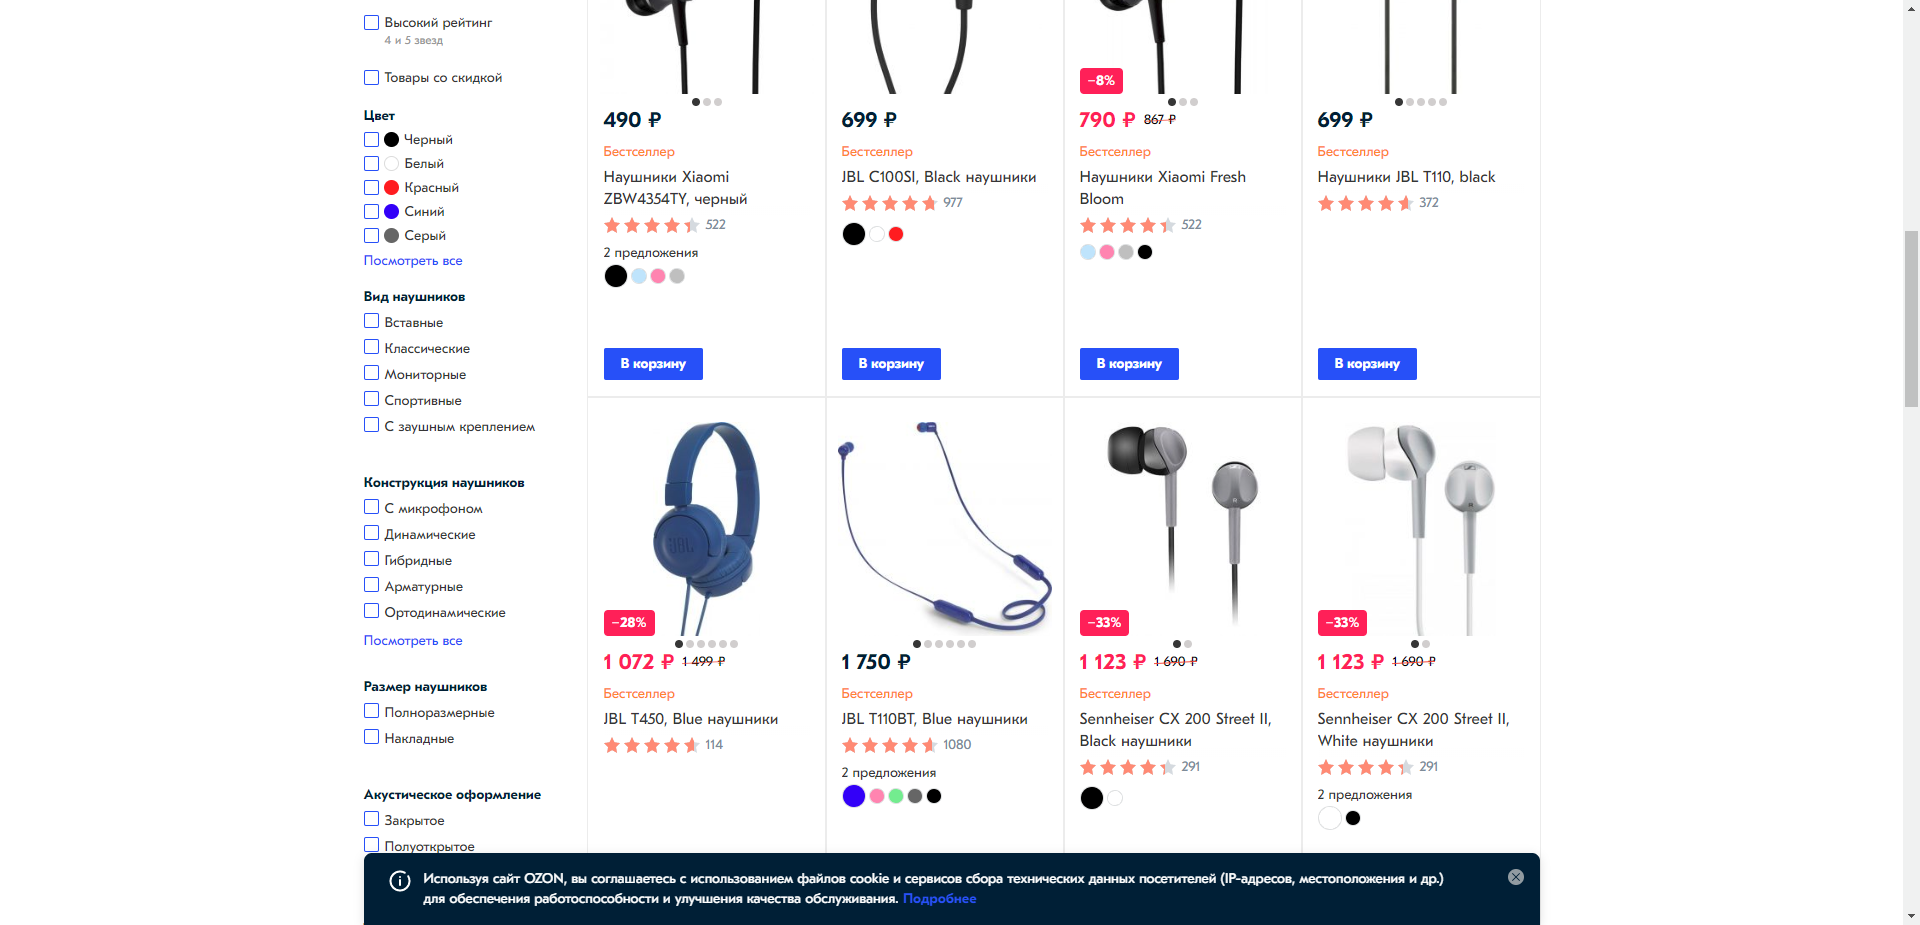 Высокий рейтинг
4 и 5 звезд
Товары со скидкой
Цвет
Черный
Белый
Красный
Синий
Серый
Посмотреть все
Вид наушников
Вставные
Классические
Мониторные
Спортивные
С заушным креплением
Конструкция наушников
С микрофоном
Динамические
Гибридные
Арматурные
Ортодинамические
Посмотреть все
Размер наушников
Полноразмерные
Накладные
Акустическое оформление
Закрытое
Полуоткрытое
490 ₽
Бестселлер
Наушники Xiaomi
ZBW4354TY, черный
522
2 предложения
В корзину
699 ₽
Бестселлер
JBL C100SI, Black наушники
977
В корзину
−8%
790 ₽ 867 ₽
Бестселлер
Наушники Xiaomi Fresh
Bloom
522
В корзину
699 ₽
Бестселлер
Наушники JBL T110, black
372
В корзину
JBL
−28%
1 072 ₽ 1 499 ₽
Бестселлер
JBL T450, Blue наушники
114
1 750 ₽
Бестселлер
JBL T110BT, Blue наушники
1080
2 предложения
−33%
1 123 ₽ 1 690 ₽
Бестселлер
Sennheiser CX 200 Street II,
Black наушники
291
−33%
1 123 ₽ 1 690 ₽
Бестселлер
Sennheiser CX 200 Street II,
White наушники
291
2 предложения
Используя сайт OZON, вы соглашаетесь с использованием файлов cookie и сервисов сбора технических данных посетителей (IP-адресов, местоположения и др.)
для обеспечения работоспособности и улучшения качества обслуживания. Подробнее